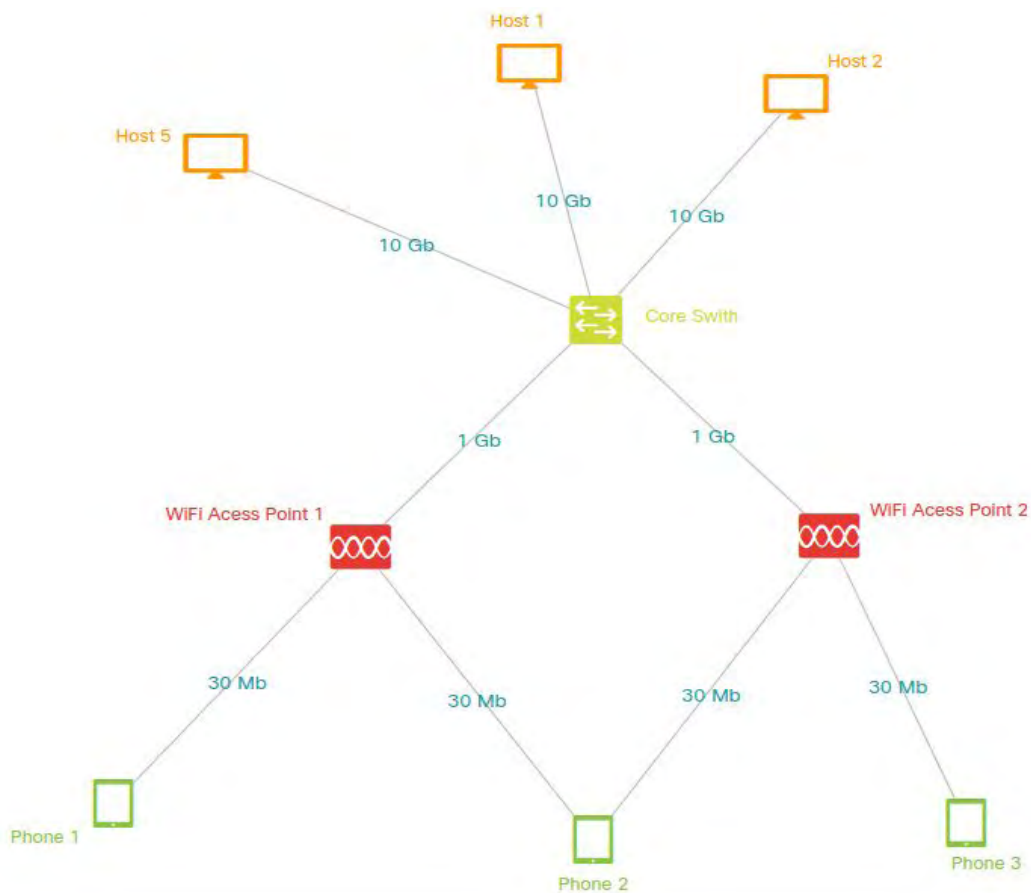 Host 1
Host 2
Host 5
10 Gb
10 Gb
10 Gb
Core Swith
1 Gb
1 Gb
WiFi Acess Point 1
WiFi Acess Point 2
30 Mb
30 Mb
30 Mb
30 Mb
Phone 1
Phone 2
Phone 3